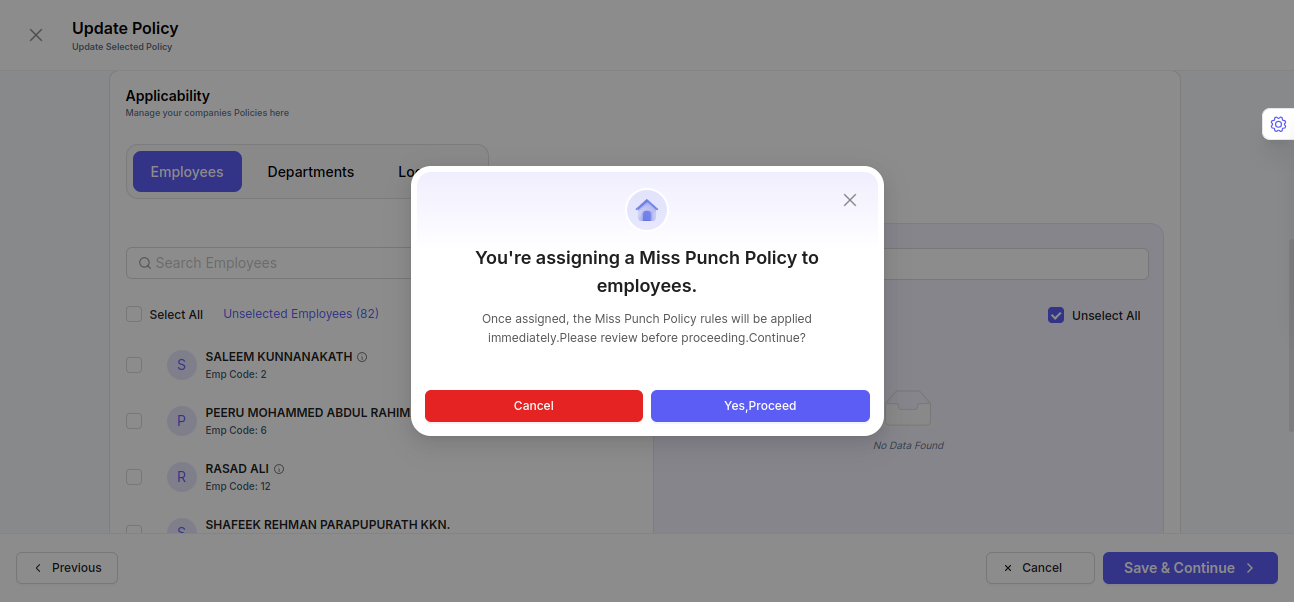 Update Policy
Update Selected Policy
Applicability
Manage your companies Policies here
Employees
Departments
Lo
You're assigning a Miss Punch Policy to
employees.
Once assigned, the Miss Punch Policy rules will be applied
immediately.Please review before proceeding.Continue?
Cancel
Yes,Proceed
Search Employees
Select All
Unselected Employees (82)
Unselect All
S
SALEEM KUNNANAKATH
Emp Code: 2
P
PEERU MOHAMMED ABDUL RAHIM
Emp Code: 6
R
RASAD ALI
Emp Code: 12
S
SHAFEEK REHMAN PARAPUPURATH KKN.
No Data Found
Previous
Cancel
Save & Continue